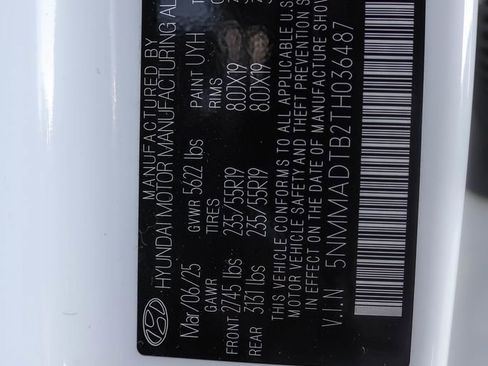 MANUFACTURED BY
HYUNDAI MOTOR MANUFACTURING AL
Mar/06/25 GVWR 5622 lbs PAINT UYH
GAWR TIRES RIMS
FRONT 2745 lbs 235/55R19 8.0JX19
REAR 3131 lbs 235/55R19 8.0JX19
THIS VEHICLE CONFORMS TO ALL APPLICABLE U.S
MOTOR VEHICLE SAFETY AND THEFT PREVENTION S
IN EFFECT ON THE DATE OF MANUFACTURE SHOW
V.I.N 5NMMADTB2TH036487